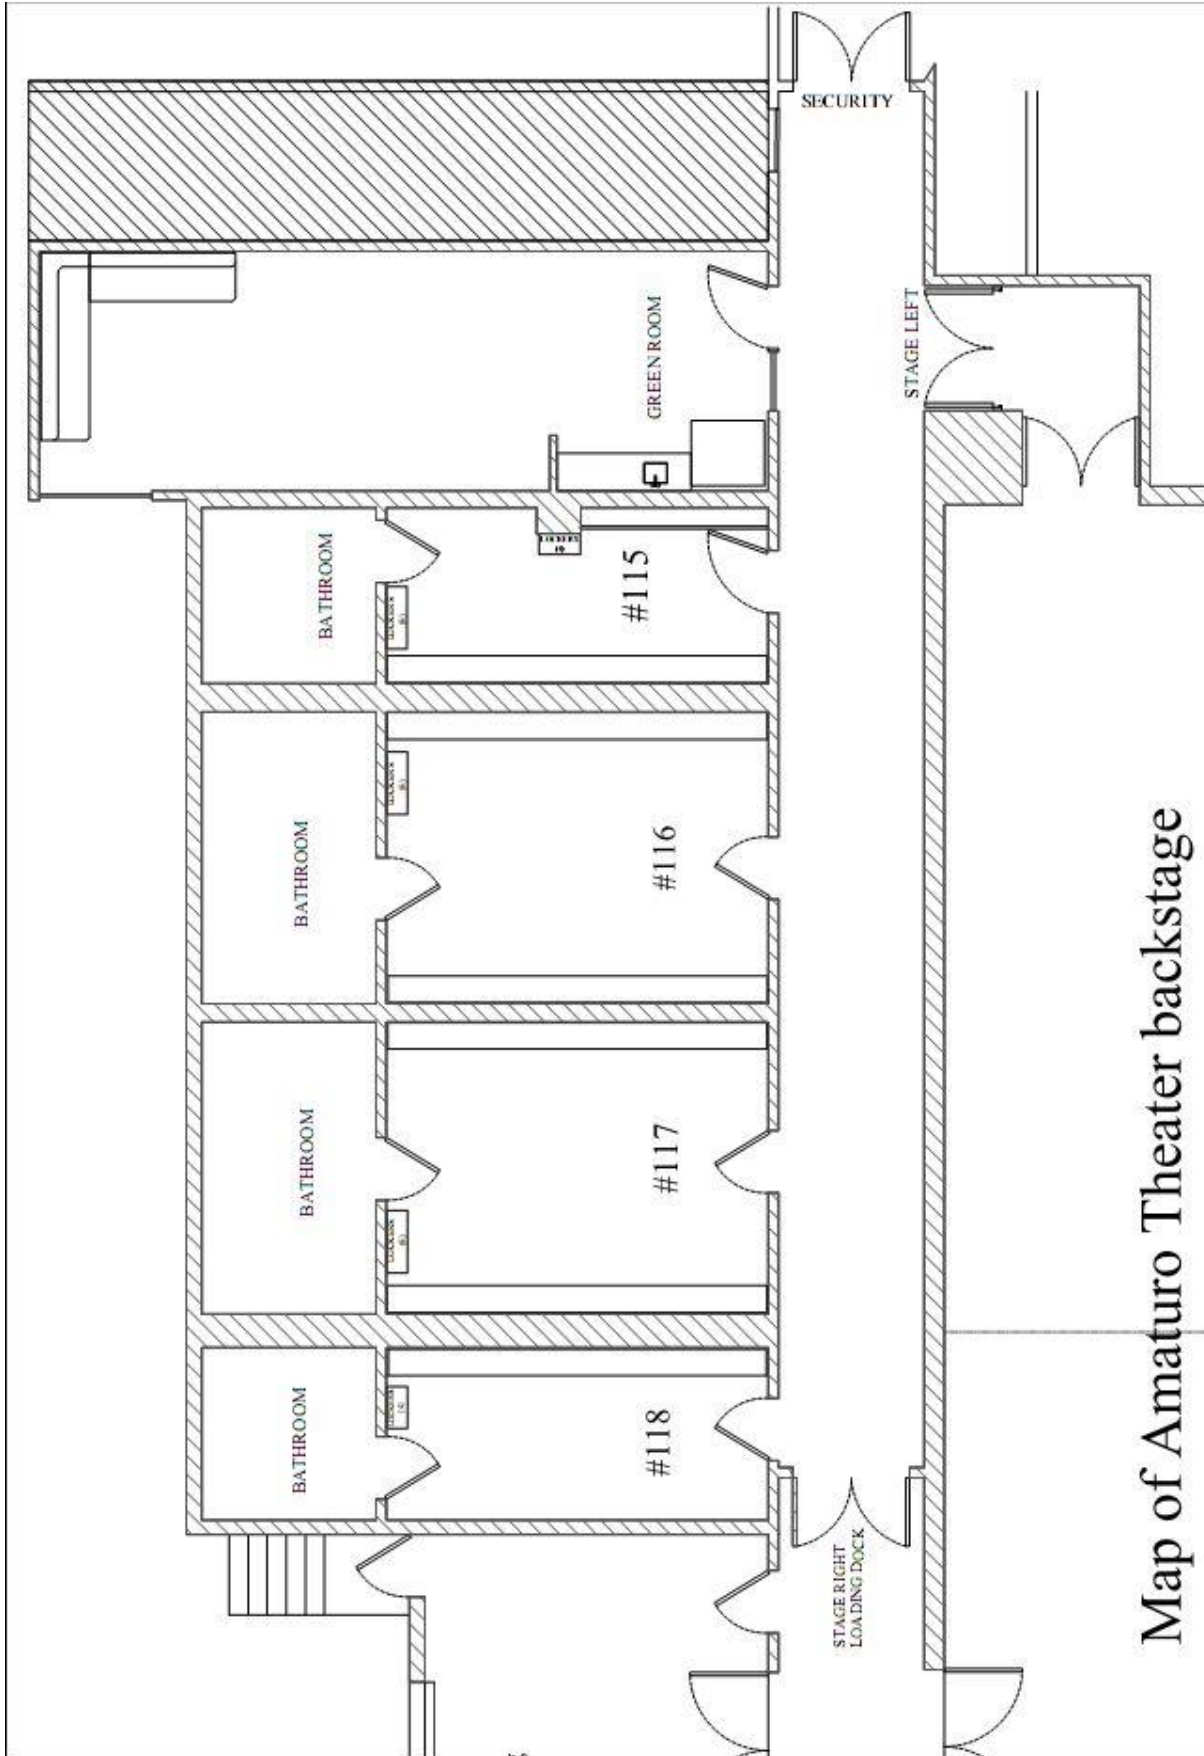 SECURITY
STAGE LEFT
GREEN ROOM
BATHROOM
#115
BATHROOM
#116
BATHROOM
#117
BATHROOM
#118
STAGE RIGHT
LOADING DOCK
Map of Amaturo Theater backstage